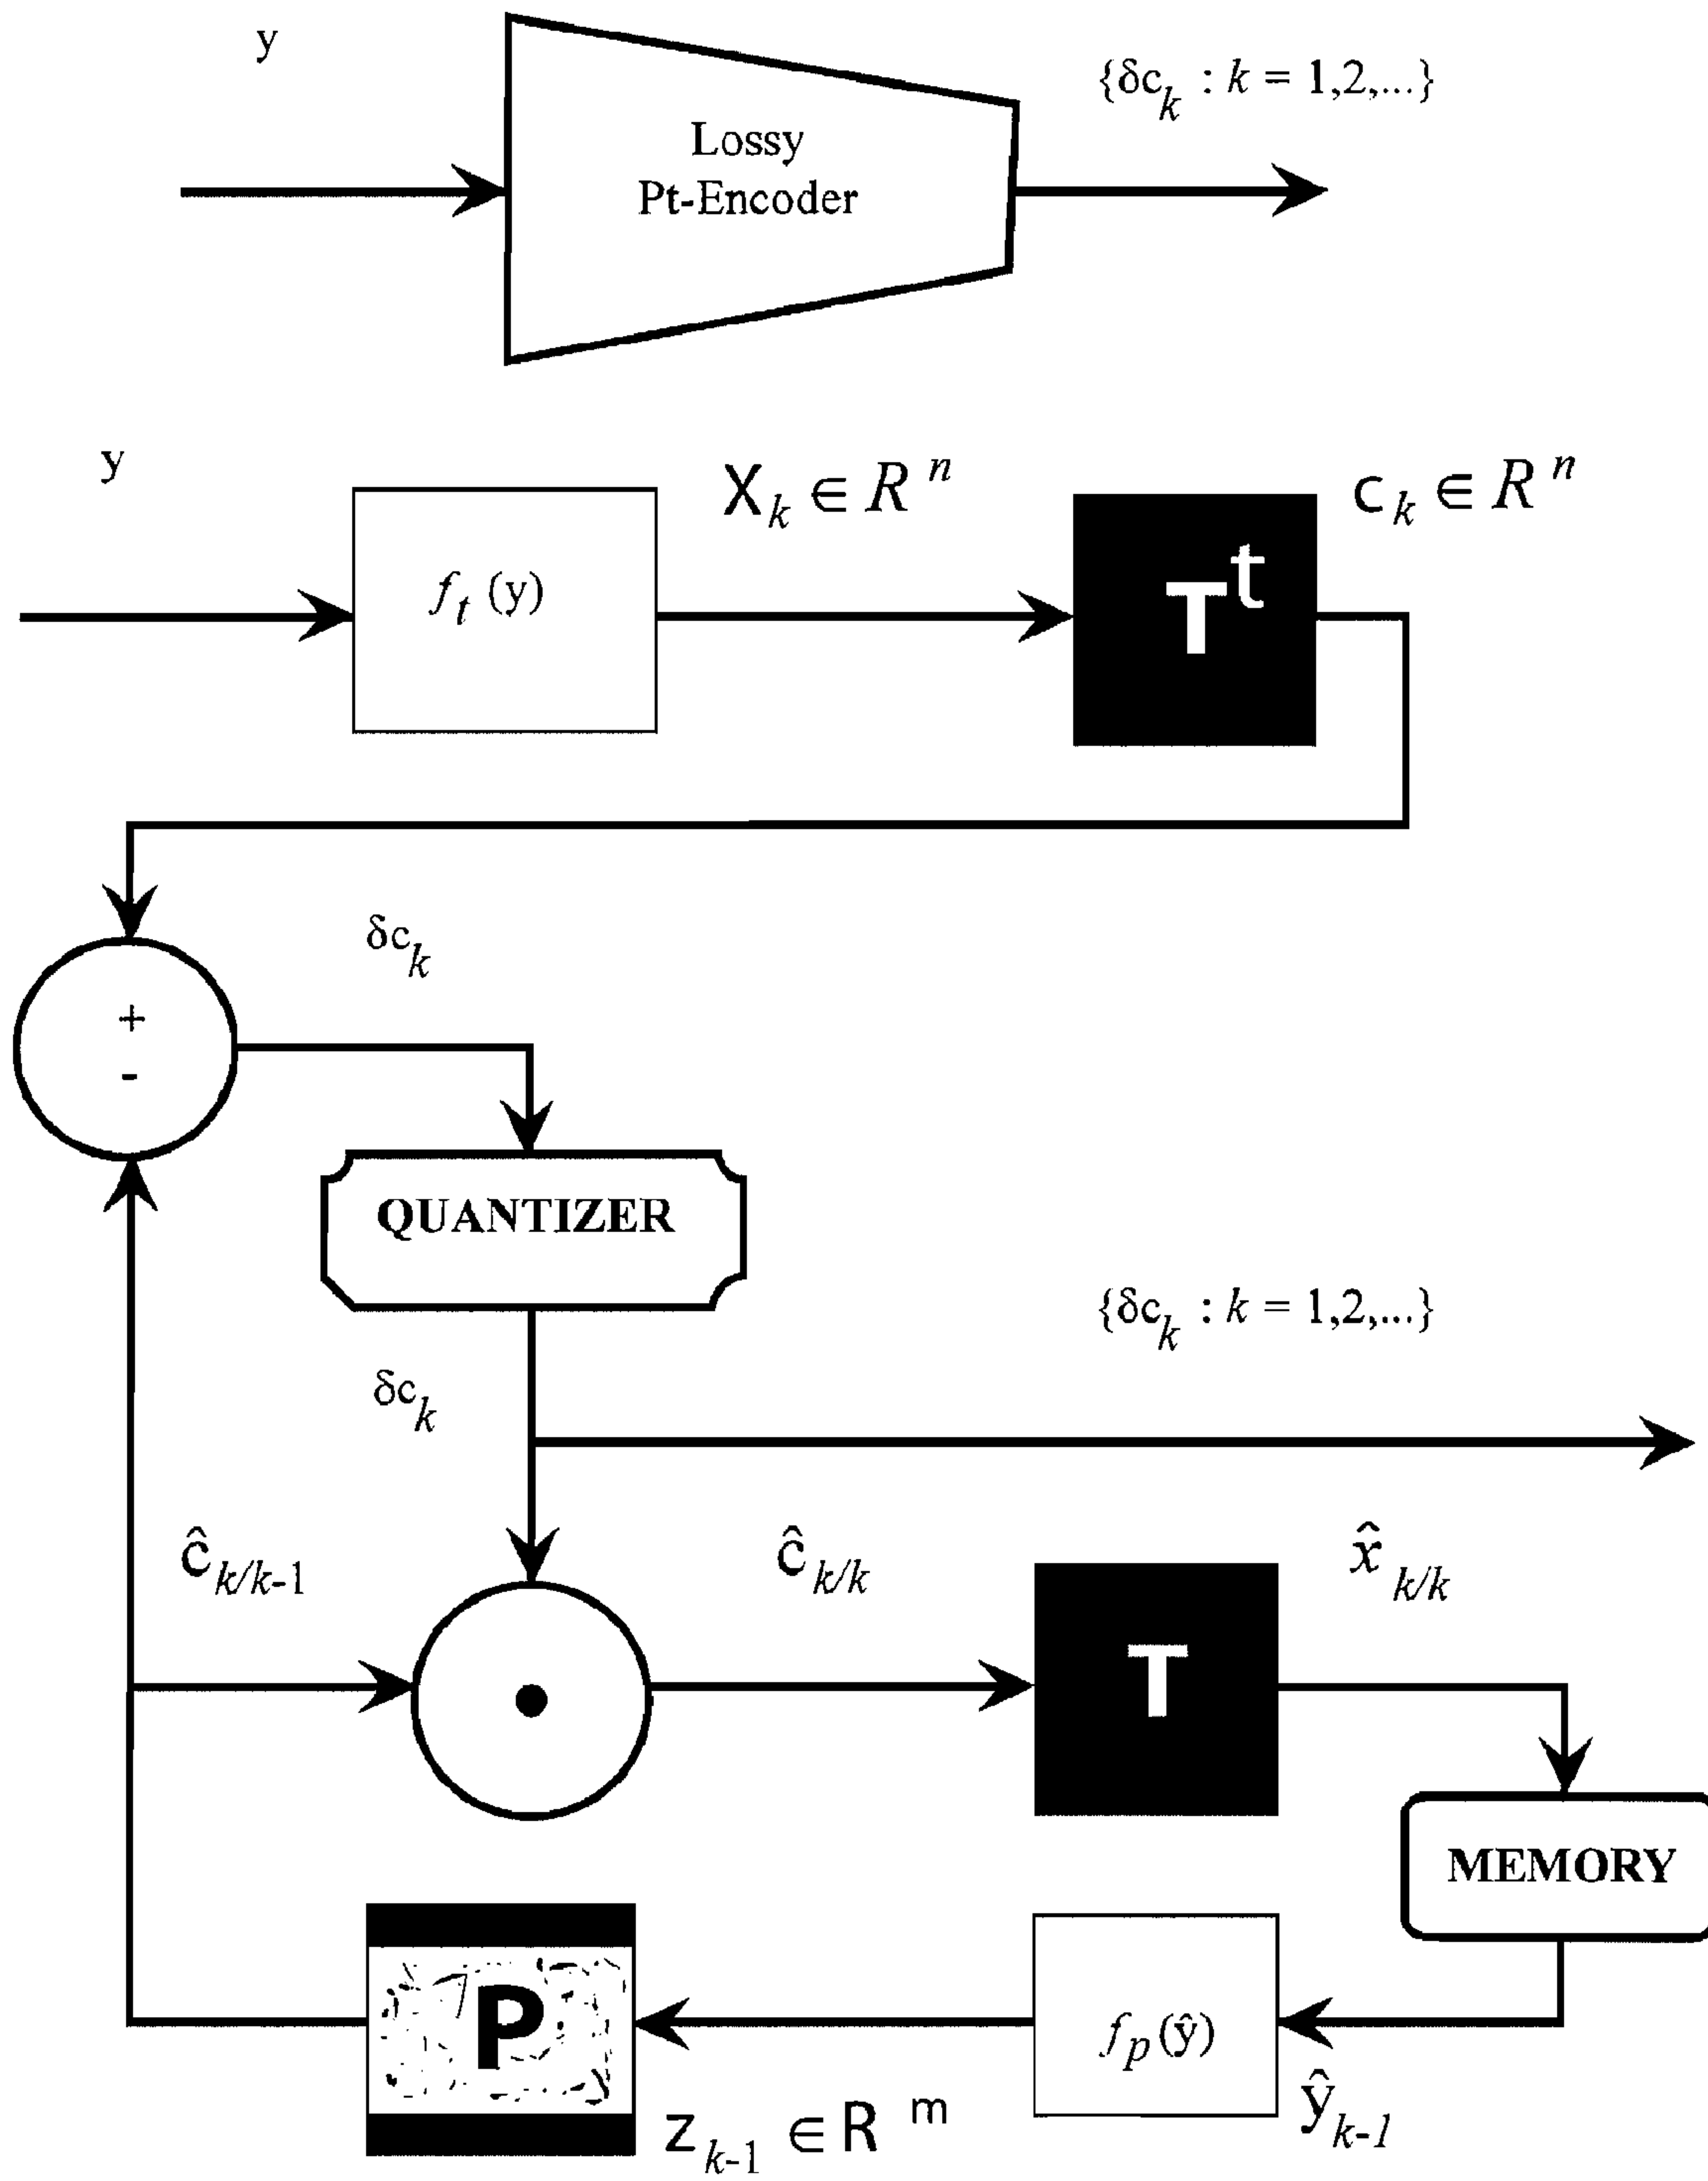 y
{δc_k : k = 1,2,...}
Lossy
Pt-Encoder
y
X_k ∈ R^n
c_k ∈ R^n
f_t (y)
T^t
δc_k
+
-
QUANTIZER
{δc_k : k = 1,2,...}
δc_k
ĉ_k/k-1
ĉ_k/k
x̂_k/k
T
MEMORY
P
f_p(ŷ)
z_k-1 ∈ R^m
ŷ_k-1